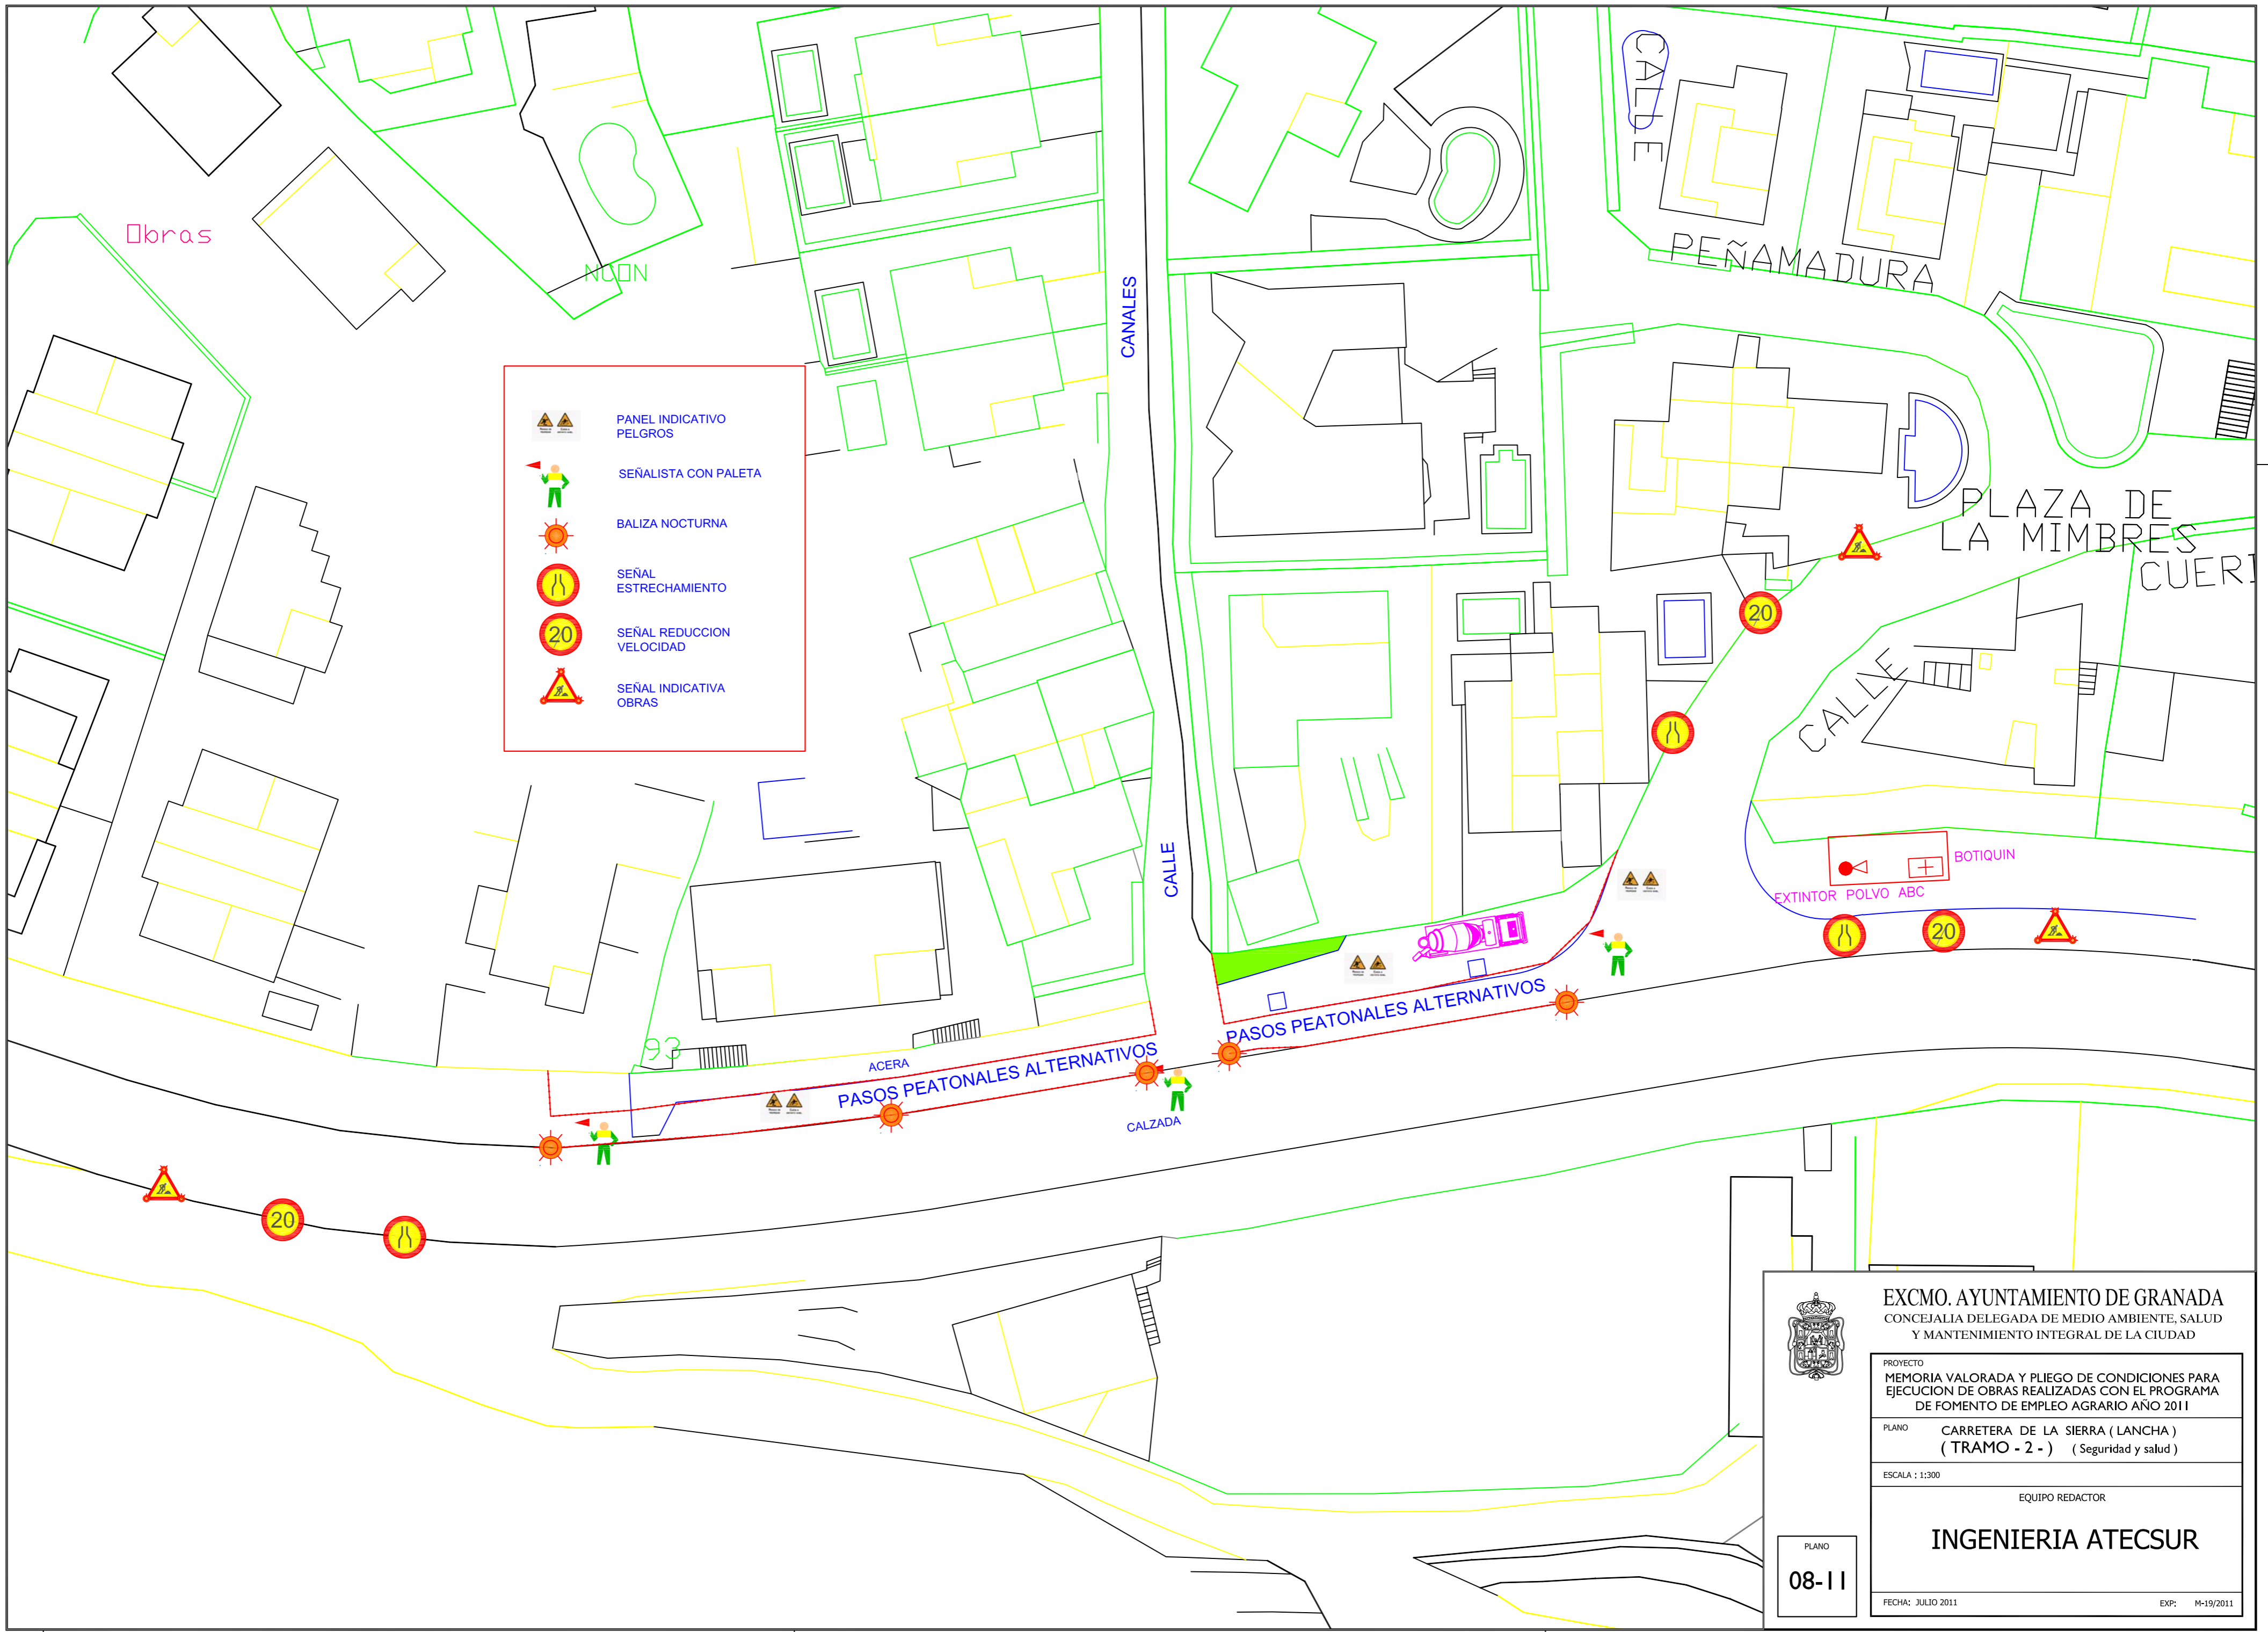 Obras
NCON
CANALES
CALLE
PEÑAMADURA
PANEL INDICATIVO
PELGROS
SEÑALISTA CON PALETA
BALIZA NOCTURNA
SEÑAL
ESTRECHAMIENTO
20
SEÑAL REDUCCION
VELOCIDAD
SEÑAL INDICATIVA
OBRAS
PLAZA DE
LA MIMBRES
CUERI
20
CALLE
CALLE
BOTIQUIN
EXTINTOR POLVO ABC
20
PASOS PEATONALES ALTERNATIVOS
93
ACERA
PASOS PEATONALES ALTERNATIVOS
CALZADA
20
EXCMO. AYUNTAMIENTO DE GRANADA
CONCEJALIA DELEGADA DE MEDIO AMBIENTE, SALUD
Y MANTENIMIENTO INTEGRAL DE LA CIUDAD
PROYECTO
MEMORIA VALORADA Y PLIEGO DE CONDICIONES PARA
EJECUCION DE OBRAS REALIZADAS CON EL PROGRAMA
DE FOMENTO DE EMPLEO AGRARIO AÑO 2011
PLANO
CARRETERA DE LA SIERRA ( LANCHA )
( TRAMO - 2 - ) ( Seguridad y salud )
ESCALA : 1:300
EQUIPO REDACTOR
INGENIERIA ATECSUR
PLANO
08-11
FECHA: JULIO 2011
EXP: M-19/2011